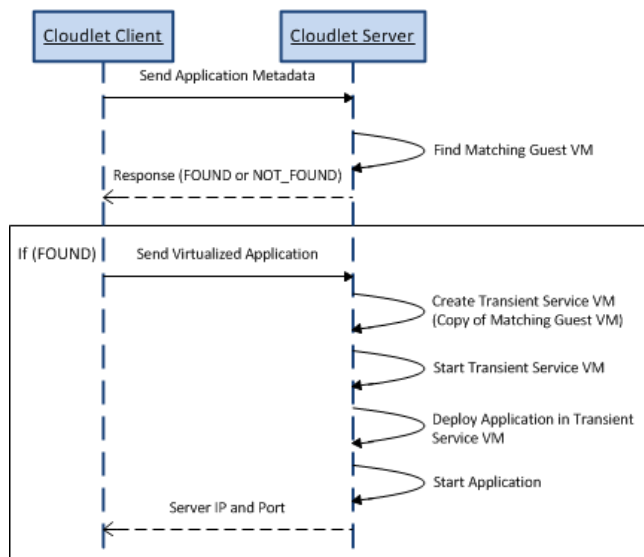 Cloudlet Client
Cloudlet Server
Send Application Metadata
Find Matching Guest VM
Response (FOUND or NOT_FOUND)
If (FOUND)
Send Virtualized Application
Create Transient Service VM
(Copy of Matching Guest VM)
Start Transient Service VM
Deploy Application in Transient
Service VM
Start Application
Server IP and Port